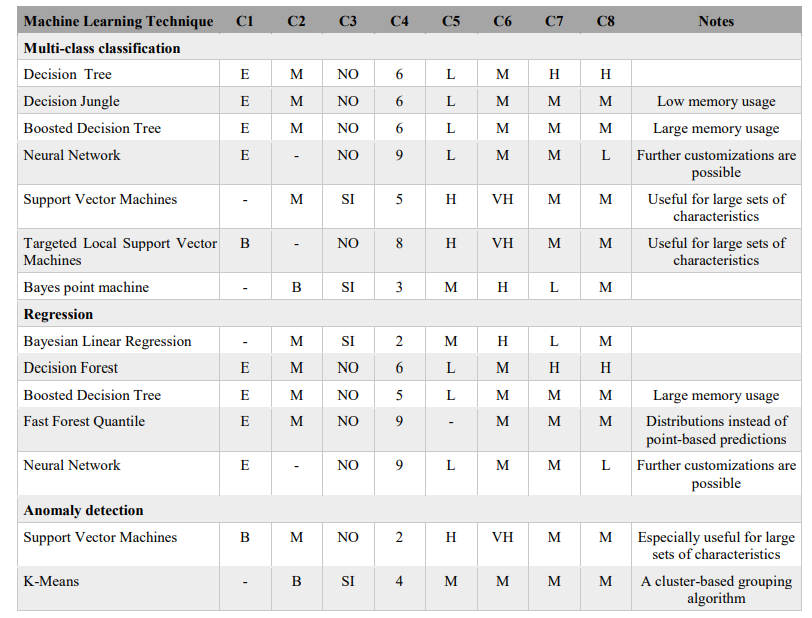 Machine Learning Technique C1 C2 C3 C4 C5 C6 C7 C8 Notes
Multi-class classification
Decision Tree E M NO 6 L M H H
Decision Jungle E M NO 6 L M M M Low memory usage
Boosted Decision Tree E M NO 6 L M M M Large memory usage
Neural Network E - NO 9 L M M L Further customizations are
possible
Support Vector Machines - M SI 5 H VH M M Useful for large sets of
characteristics
Targeted Local Support Vector B - NO 8 H VH M M Useful for large sets of
Machines characteristics
Bayes point machine - B SI 3 M H L M
Regression
Bayesian Linear Regression - M SI 2 M H L M
Decision Forest E M NO 6 L M H H
Boosted Decision Tree E M NO 5 L M M M Large memory usage
Fast Forest Quantile E M NO 9 - M M M Distributions instead of
point-based predictions
Neural Network E - NO 9 L M M L Further customizations are
possible
Anomaly detection
Support Vector Machines B M NO 2 H VH M M Especially useful for large
sets of characteristics
K-Means - B SI 4 M M M M A cluster-based grouping
algorithm